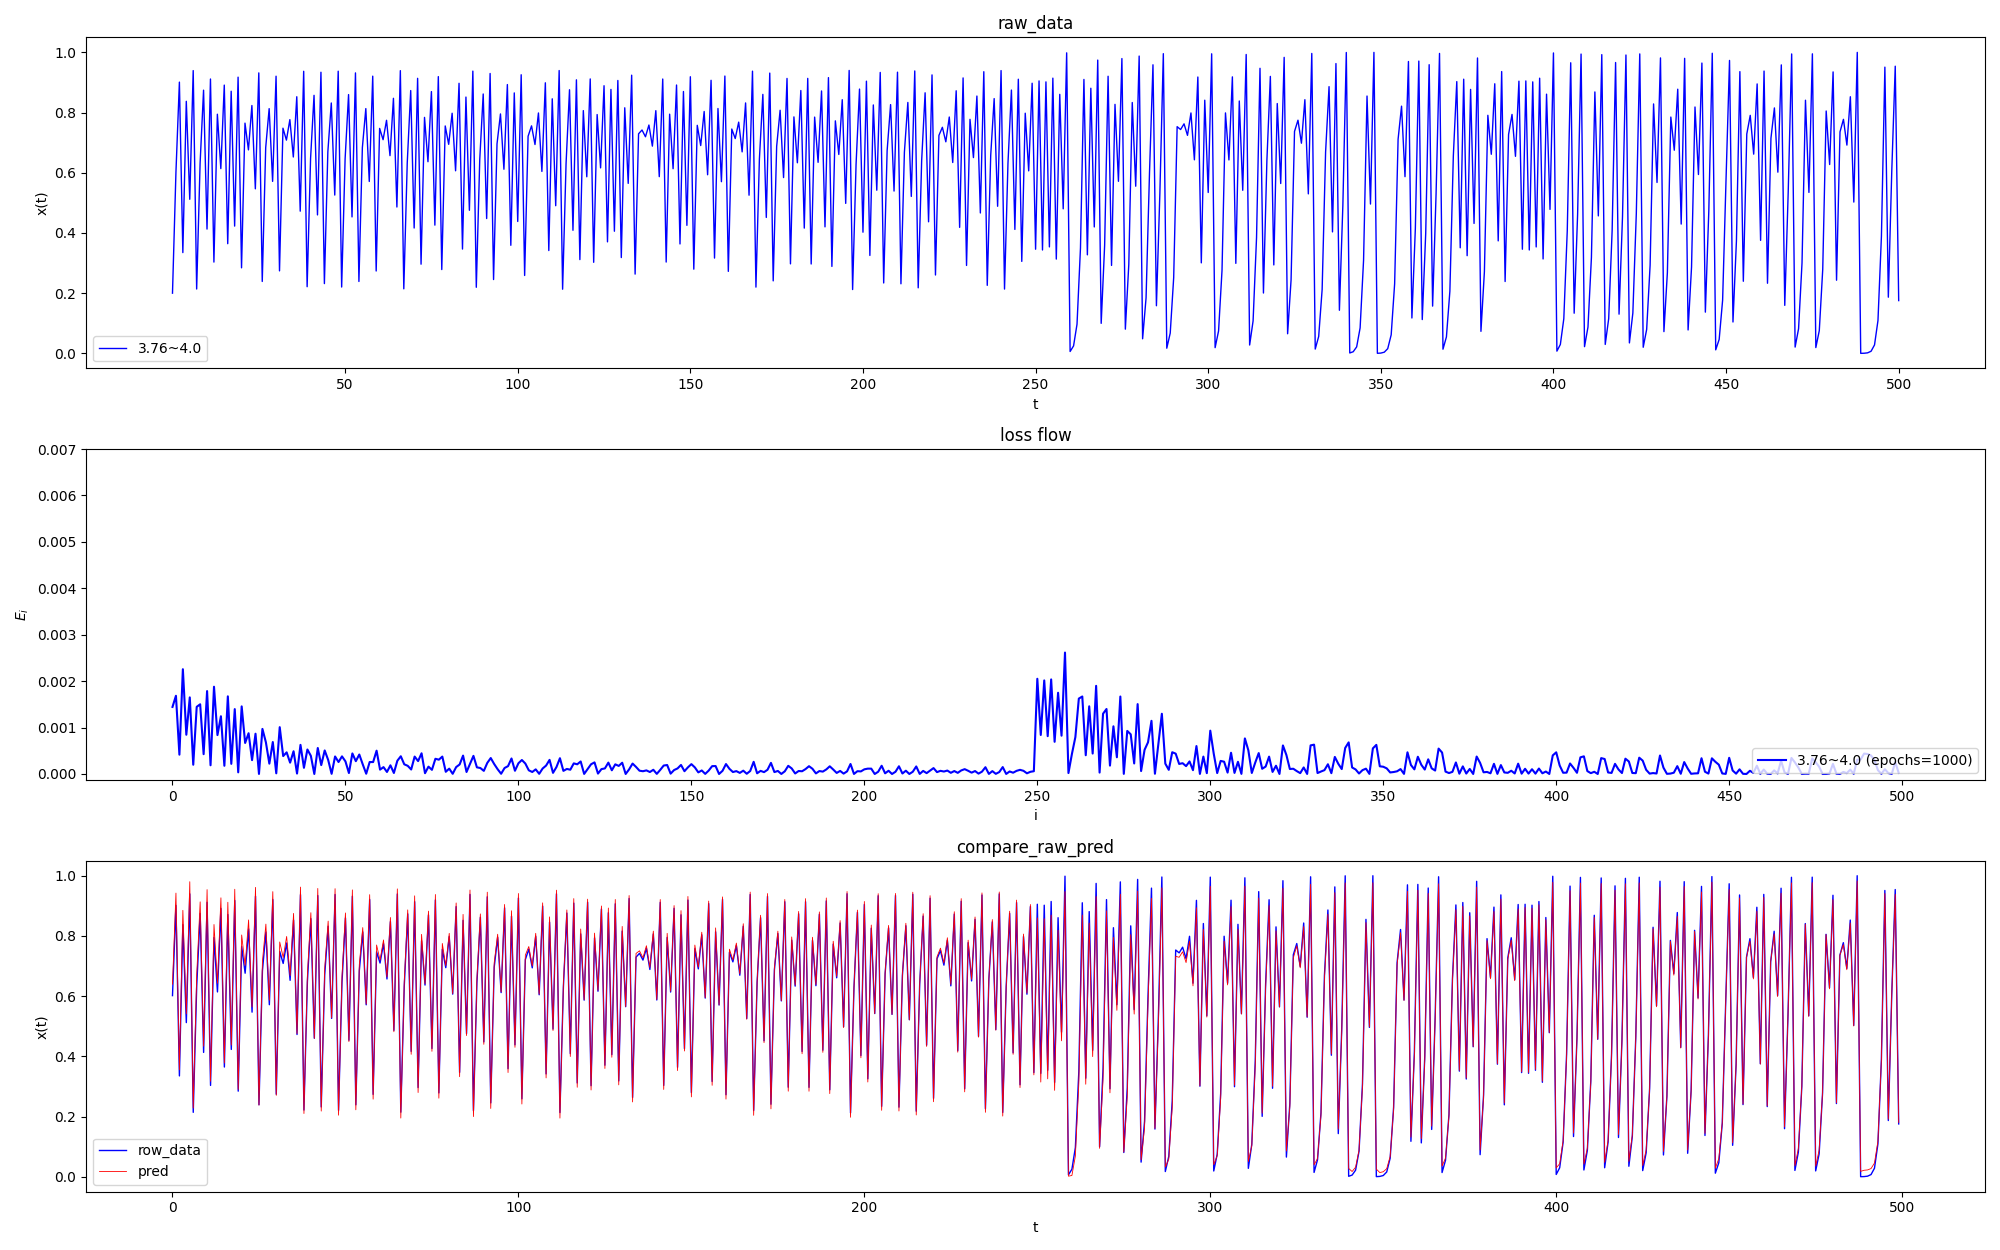 raw_data
1.0
0.8
0.6
0.4
0.2
0.0
x(t)
3.76~4.0
50 100 150 200 250 300 350 400 450 500
t
loss flow
0.007
0.006
0.005
0.004
0.003
0.002
0.001
0.000
E_i
3.76~4.0 (epochs=1000)
0 50 100 150 200 250 300 350 400 450 500
i
compare_raw_pred
1.0
0.8
0.6
0.4
0.2
0.0
x(t)
row_data
pred
0 100 200 300 400 500
t